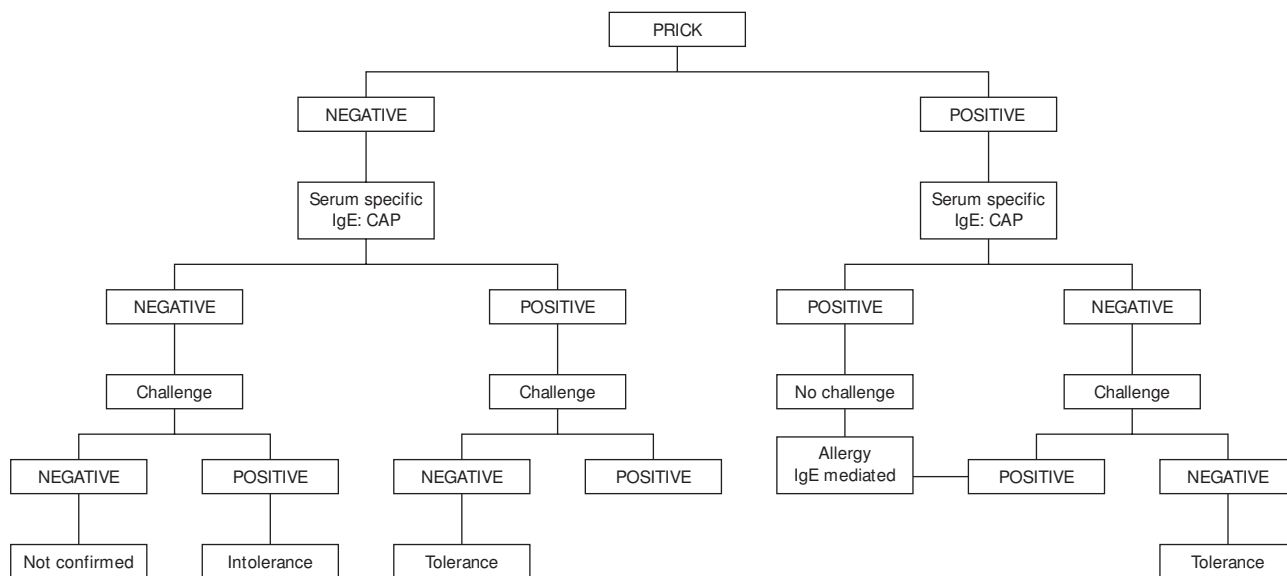 PRICK
NEGATIVE
POSITIVE
Serum specific
IgE: CAP
Serum specific
IgE: CAP
NEGATIVE
POSITIVE
POSITIVE
NEGATIVE
Challenge
Challenge
No challenge
Challenge
NEGATIVE
POSITIVE
NEGATIVE
POSITIVE
Allergy
IgE mediated
POSITIVE
NEGATIVE
Not confirmed
Intolerance
Tolerance
Tolerance